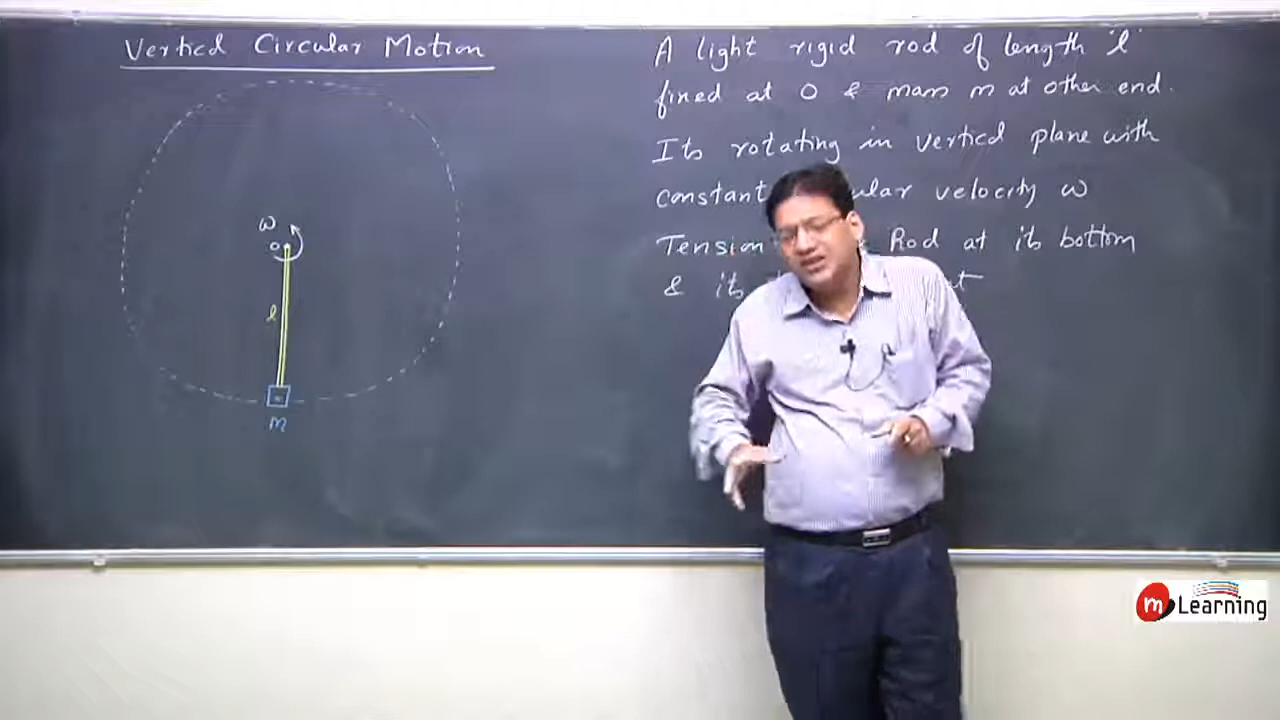 Vertical Circular Motion
A light rigid rod of length 'l'
fixed at O & mass m at other end.
Its rotating in vertical plane with
constant ular velocity ω
Tension Rod at its bottom
& its
ω
O
l
m
m Learning